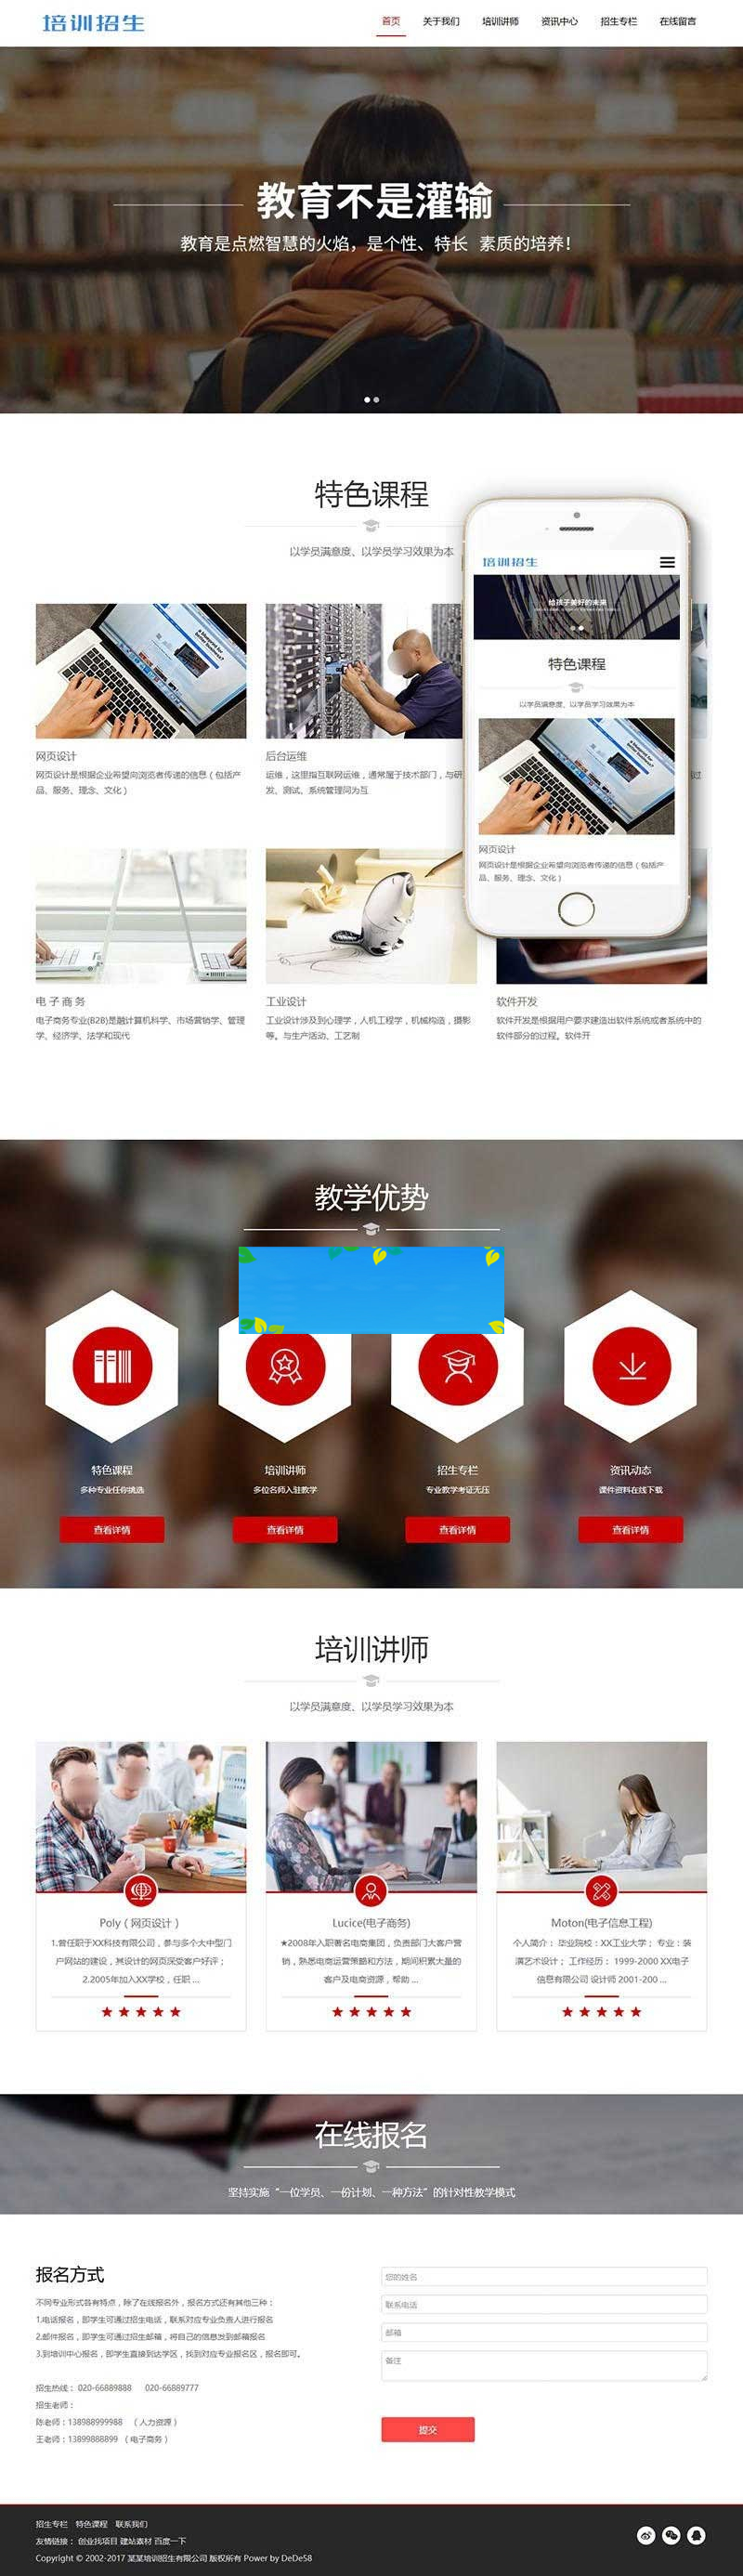 培训招生
首页 关于我们 培训讲师 资讯中心 招生专栏 在线留言
教育不是灌输
教育是点燃智慧的火焰，是个性、特长 素质的培养！
特色课程
以学员满意度、以学员学习效果为本
网页设计
网页设计是根据企业希望向浏览者传递的信息（包括产
品、服务、理念、文化）
后台运维
运维，这里指互联网运维，通常属于技术部门，与研
发、测试、系统管理同为互
过
培训招生
给孩子美好的未来
特色课程
以学员满意度、以学员学习效果为本
网页设计
网页设计是根据企业希望向浏览者传递的信息（包括产
品、服务、理念、文化）
电 子 商 务
电子商务专业(B2B)是融计算机科学、市场营销学、管理
学、经济学、法学和现代
工业设计
工业设计涉及到心理学，人机工程学，机械构造，摄影
等。与生产活动、工艺制
软件开发
软件开发是根据用户要求建造出软件系统或者系统中的
软件部分的过程。软件开
教学优势
特色课程
多种专业任你挑选
查看详情
培训讲师
多位名师入驻教学
查看详情
招生专栏
专业教学考证无压
查看详情
资讯动态
课件资料在线下载
查看详情
培训讲师
以学员满意度、以学员学习效果为本
Poly（网页设计）
1.曾任职于XX科技有限公司，参与多个大中型门
户网站的建设，其设计的网页深受客户好评；
2.2005年加入XX学校，任职 ...
Lucice(电子商务)
★2008年入职著名电商集团，负责部门大客户营
销，熟悉电商运营策略和方法，期间积累大量的
客户及电商资源，帮助 ...
Moton(电子信息工程)
个人简介： 毕业院校：XX工业大学； 专业：装
潢艺术设计； 工作经历： 1999-2000 XX电子
信息有限公司 设计师 2001-200 ...
在线报名
坚持实施“一位学员、一份计划、一种方法”的针对性教学模式
报名方式
不同专业形式各有特点，除了在线报名外，报名方式还有其他三种：
1.电话报名，即学生可通过招生电话，联系对应专业负责人进行报名
2.邮件报名，即学生可通过招生邮箱，将自己的信息发到邮箱报名
3.到培训中心报名，即学生直接到达学区，找到对应专业报名区，报名即可。
招生热线： 020-66889888 020-66889777
招生老师：
陈老师：138988999988 （人力资源）
王老师：13899888899 （电子商务）
您的姓名
联系电话
邮箱
备注
提交
招生专栏 特色课程 联系我们
友情链接： 创业找项目 建站素材 百度一下
Copyright © 2002-2017 某某培训招生有限公司 版权所有 Power by DeDe58